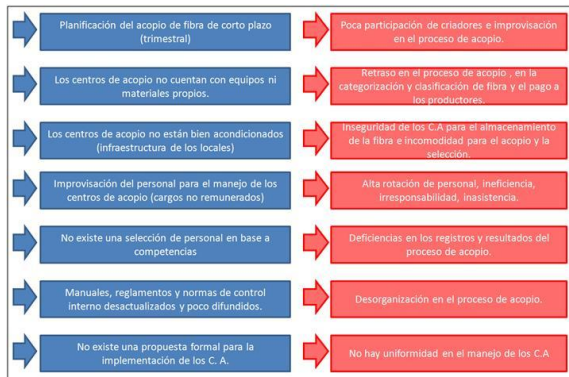 Planificación del acopio de fibra de corto plazo
(trimestral)
Poca participación de criadores e improvisación
en el proceso de acopio.
Los centros de acopio no cuentan con equipos ni
materiales propios.
Retraso en el proceso de acopio , en la
categorización y clasificación de fibra y el pago a
los productores.
Los centros de acopio no están bien acondicionados
(infraestructura de los locales)
Inseguridad de los C.A para el almacenamiento
de la fibra e incomodidad para el acopio y la
selección.
Improvisación del personal para el manejo de los
centros de acopio (cargos no remunerados)
Alta rotación de personal, ineficiencia,
irresponsabilidad, inasistencia.
No existe una selección de personal en base a
competencias
Deficiencias en los registros y resultados del
proceso de acopio.
Manuales, reglamentos y normas de control
interno desactualizados y poco difundidos.
Desorganización en el proceso de acopio.
No existe una propuesta formal para la
implementación de los C. A.
No hay uniformidad en el manejo de los C.A